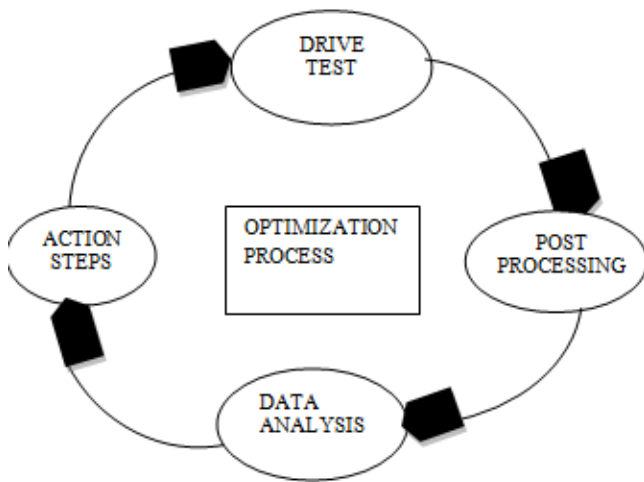 DRIVE
TEST
ACTION
STEPS
OPTIMIZATION
PROCESS
POST
PROCESSING
DATA
ANALYSIS